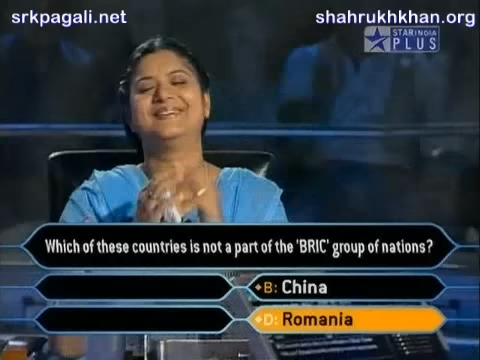 srkpagali.net
shahrukhkhan.org
STAR INDIA
PLUS
Which of these countries is not a part of the 'BRIC' group of nations?
B: China
D: Romania